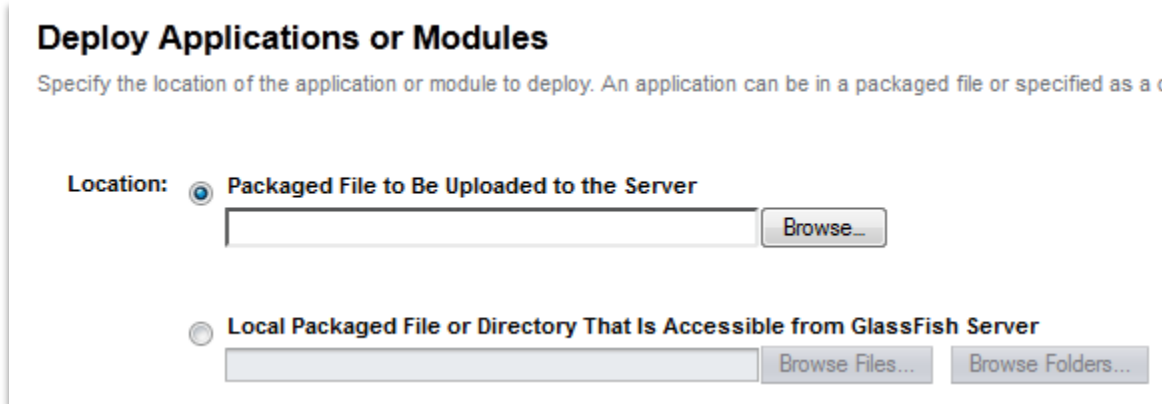 Deploy Applications or Modules
Specify the location of the application or module to deploy. An application can be in a packaged file or specified as a
Location: Packaged File to Be Uploaded to the Server
Browse...
Local Packaged File or Directory That Is Accessible from GlassFish Server
Browse Files... Browse Folders...